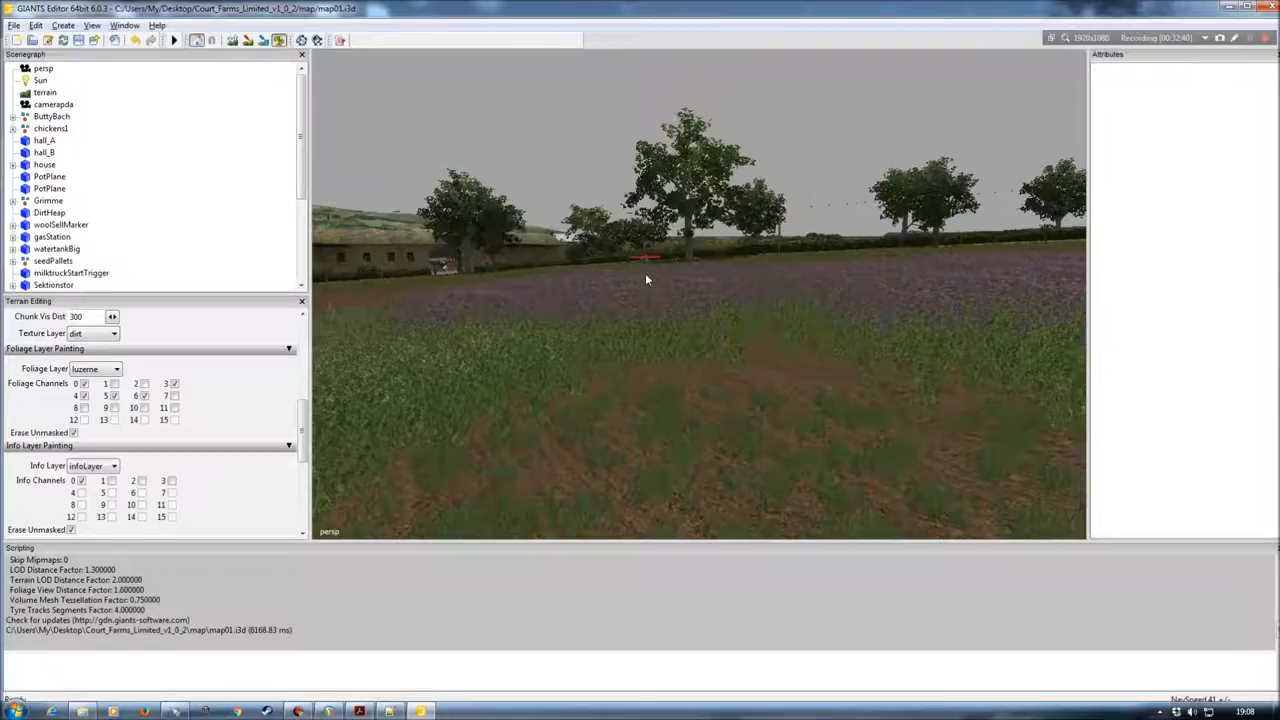 GIANTS Editor 64bit 6.0.3 - C:/Users/My/Desktop/Court_Farms_Limited_v1_0_2/map/map01.i3d
File Edit Create View Window Help
1920x1080 Recording [00:32:40]
Scenegraph
persp
Sun
terrain
camerapda
ButtyBach
chickens1
hall_A
hall_B
house
PotPlane
PotPlane
Grimme
DirtHeap
woolSellMarker
gasStation
watertankBig
seedPallets
milktruckStartTrigger
Sektionstor
Terrain Editing
Chunk Vis Dist 300
Texture Layer dirt
Foliage Layer Painting
Foliage Layer luzerne
Foliage Channels 0 1 2 3
4 5 6 7
8 9 10 11
12 13 14 15
Erase Unmasked
Info Layer Painting
Info Layer infoLayer
Info Channels 0 1 2 3
4 5 6 7
8 9 10 11
12 13 14 15
Erase Unmasked
persp
Attributes
Scripting
Skip Mipmaps: 0
LOD Distance Factor: 1.300000
Terrain LOD Distance Factor: 2.000000
Foliage View Distance Factor: 1.600000
Volume Mesh Tessellation Factor: 0.750000
Tyre Tracks Segments Factor: 4.000000
Check for updates (http://gdn.giants-software.com)
C:\Users\My\Desktop\Court_Farms_Limited_v1_0_2\map\map01.i3d (6168.83 ms)
NavSpeed 41 +/-
19:08